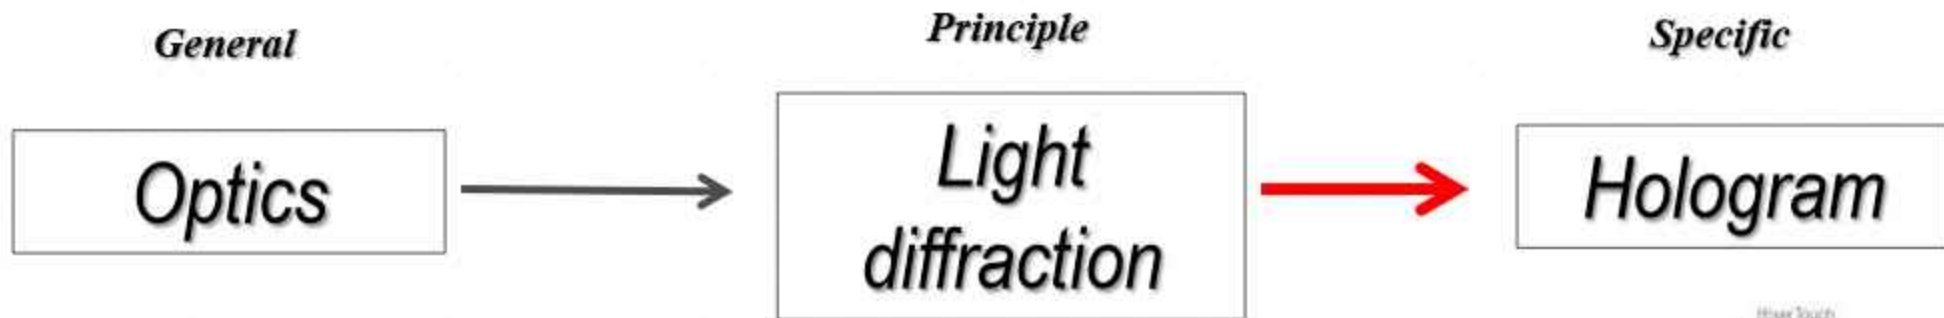 General
Principle
Specific
Optics
Light
diffraction
Hologram